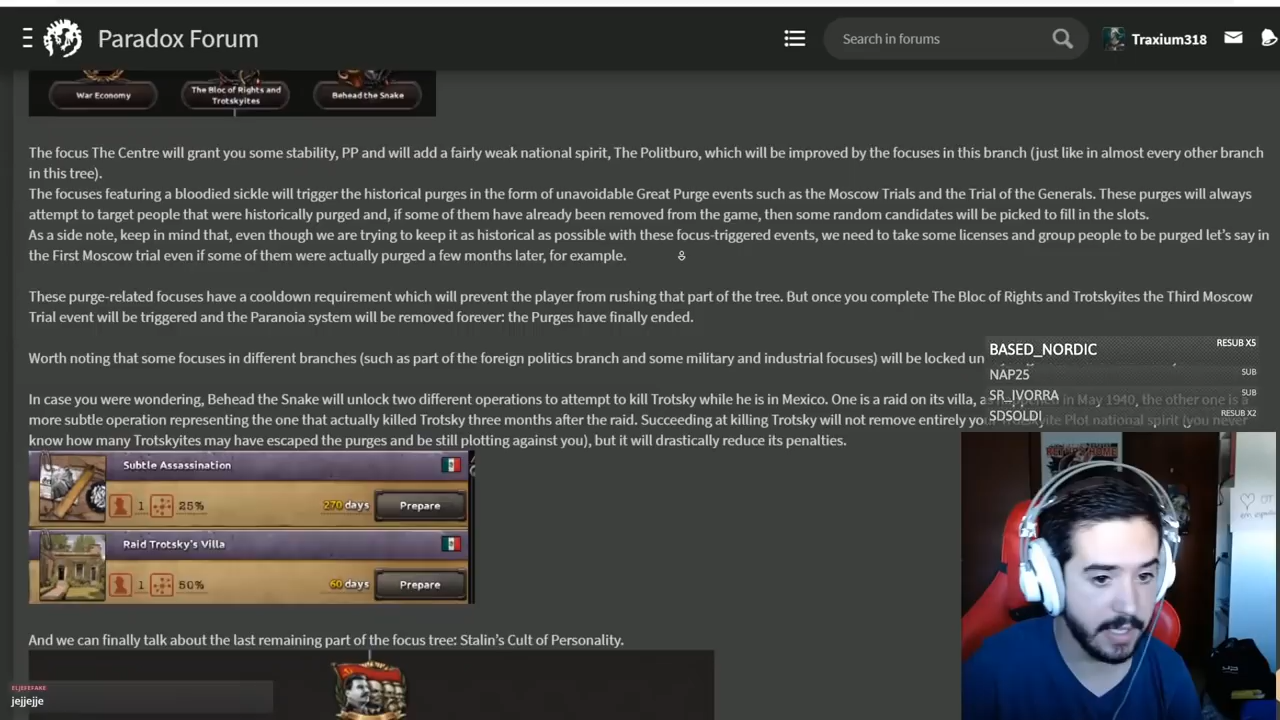 Paradox Forum
Search in forums
Traxium318
War Economy
The Bloc of Rights and
Trotskyites
Behead the Snake
The focus The Centre will grant you some stability, PP and will add a fairly weak national spirit, The Politburo, which will be improved by the focuses in this branch (just like in almost every other branch
in this tree).
The focuses featuring a bloodied sickle will trigger the historical purges in the form of unavoidable Great Purge events such as the Moscow Trials and the Trial of the Generals. These purges will always
attempt to target people that were historically purged and, if some of them have already been removed from the game, then some random candidates will be picked to fill in the slots.
As a side note, keep in mind that, even though we are trying to keep it as historical as possible with these focus-triggered events, we need to take some licenses and group people to be purged let's say in
the First Moscow trial even if some of them were actually purged a few months later, for example.
These purge-related focuses have a cooldown requirement which will prevent the player from rushing that part of the tree. But once you complete The Bloc of Rights and Trotskyites the Third Moscow
Trial event will be triggered and the Paranoia system will be removed forever: the Purges have finally ended.
Worth noting that some focuses in different branches (such as part of the foreign politics branch and some military and industrial focuses) will be locked un
BASED_NORDIC RESUB X5
NAP25 SUB
SR_IVORRA SUB
SDSOLDI RESUB X2
In case you were wondering, Behead the Snake will unlock two different operations to attempt to kill Trotsky while he is in Mexico. One is a raid on its villa, as happened in May 1940, the other one is a
more subtle operation representing the one that actually killed Trotsky three months after the raid. Succeeding at killing Trotsky will not remove entirely your Trotskyite Plot national spirit (you never
know how many Trotskyites may have escaped the purges and be still plotting against you), but it will drastically reduce its penalties.
Subtle Assassination
1 25% 270 days Prepare
Raid Trotsky's Villa
1 50% 60 days Prepare
And we can finally talk about the last remaining part of the focus tree: Stalin's Cult of Personality.
ELJEFEFAKE
jejjejje